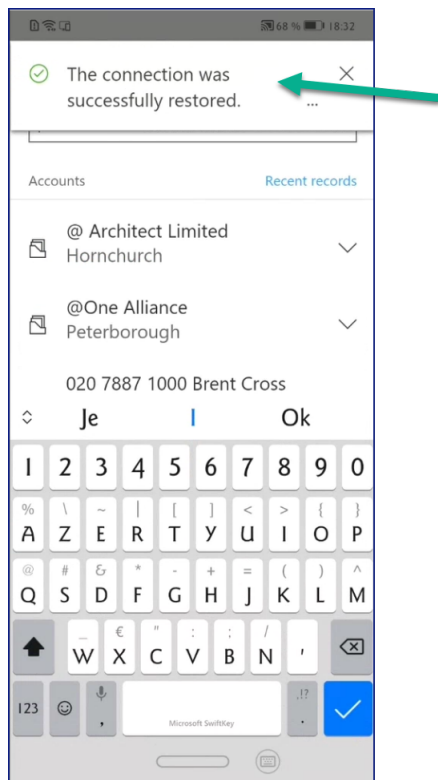 68 % 18:32
The connection was
successfully restored.
...
Accounts Recent records
@ Architect Limited
Hornchurch
@One Alliance
Peterborough
020 7887 1000 Brent Cross
Je I Ok
1 2 3 4 5 6 7 8 9 0
% \ ~ | [ ] < > { }
A Z E R T Y U I O P
@ # & * - + = ( ) ^
Q S D F G H J K L M
_ € " : ; /
W X C V B N '
123 , Microsoft SwiftKey .!? .